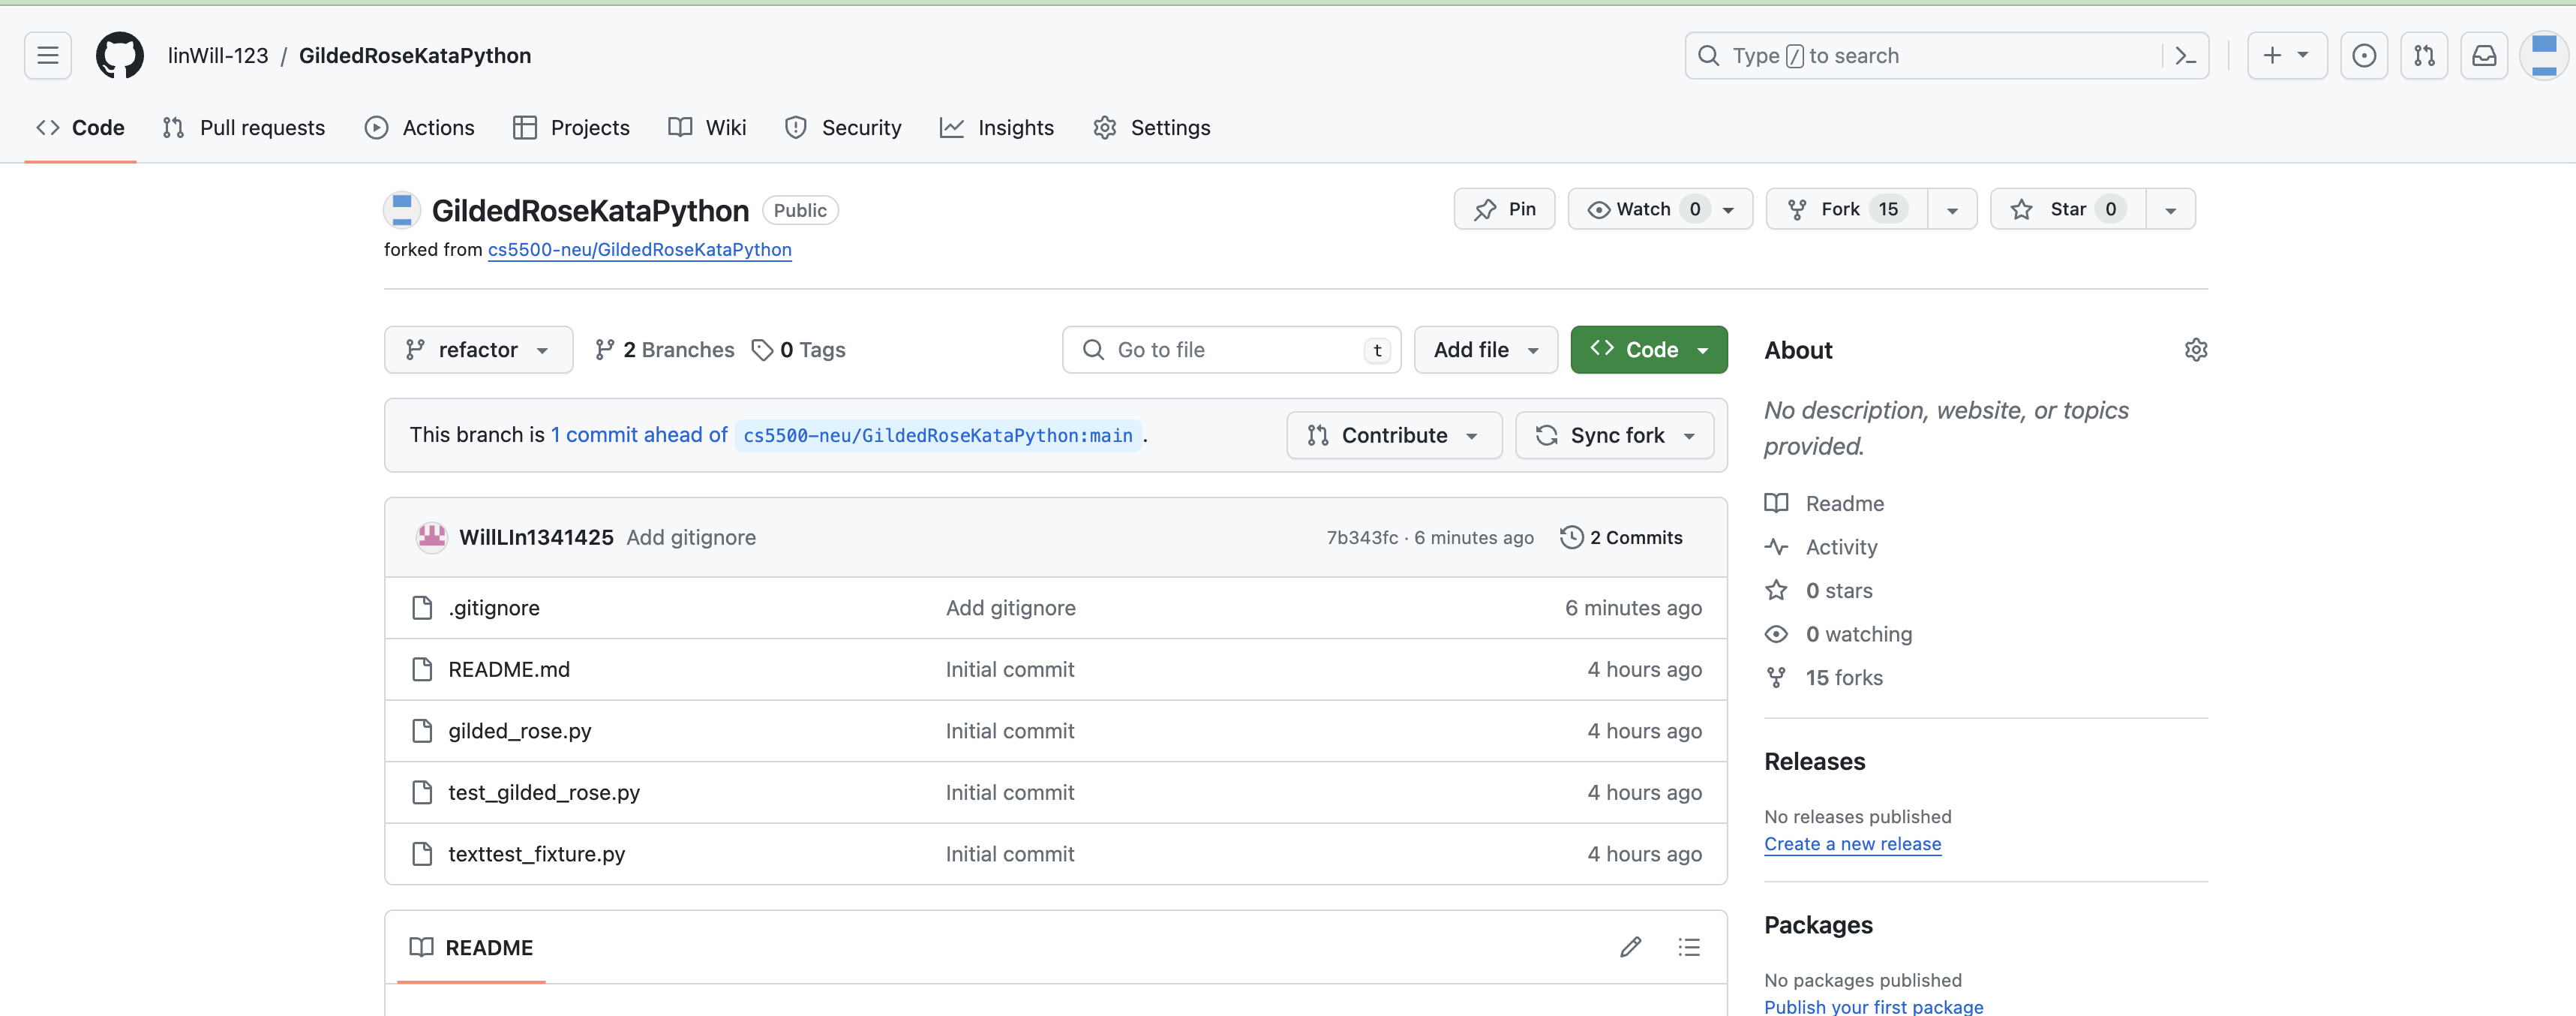 linWill-123 / GildedRoseKataPython
Type / to search
Code Pull requests Actions Projects Wiki Security Insights Settings
GildedRoseKataPython Public
Pin Watch 0 Fork 15 Star 0
forked from cs5500-neu/GildedRoseKataPython
refactor 2 Branches 0 Tags Go to file t Add file Code
This branch is 1 commit ahead of cs5500-neu/GildedRoseKataPython:main . Contribute Sync fork
WillLIn1341425 Add gitignore 7b343fc · 6 minutes ago 2 Commits
.gitignore Add gitignore 6 minutes ago
README.md Initial commit 4 hours ago
gilded_rose.py Initial commit 4 hours ago
test_gilded_rose.py Initial commit 4 hours ago
texttest_fixture.py Initial commit 4 hours ago
README
About
No description, website, or topics
provided.
Readme
Activity
0 stars
0 watching
15 forks
Releases
No releases published
Create a new release
Packages
No packages published
Publish your first package